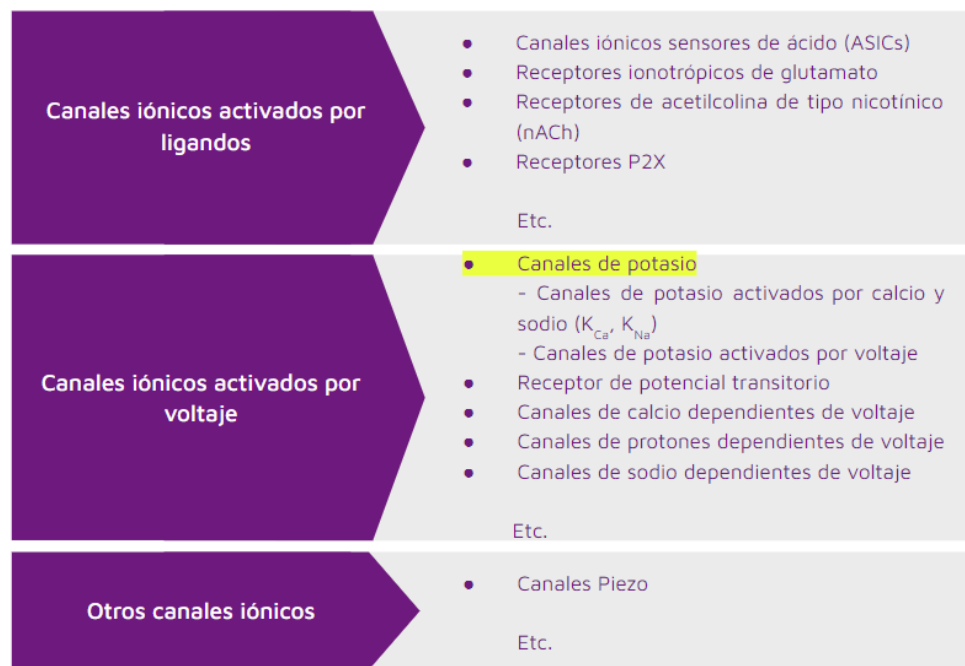 Canales iónicos activados por
ligandos
● Canales iónicos sensores de ácido (ASICs)
● Receptores ionotrópicos de glutamato
● Receptores de acetilcolina de tipo nicotínico
(nACh)
● Receptores P2X
Etc.
Canales iónicos activados por
voltaje
● Canales de potasio
- Canales de potasio activados por calcio y
sodio (K_Ca, K_Na)
- Canales de potasio activados por voltaje
● Receptor de potencial transitorio
● Canales de calcio dependientes de voltaje
● Canales de protones dependientes de voltaje
● Canales de sodio dependientes de voltaje
Etc.
Otros canales iónicos
● Canales Piezo
Etc.